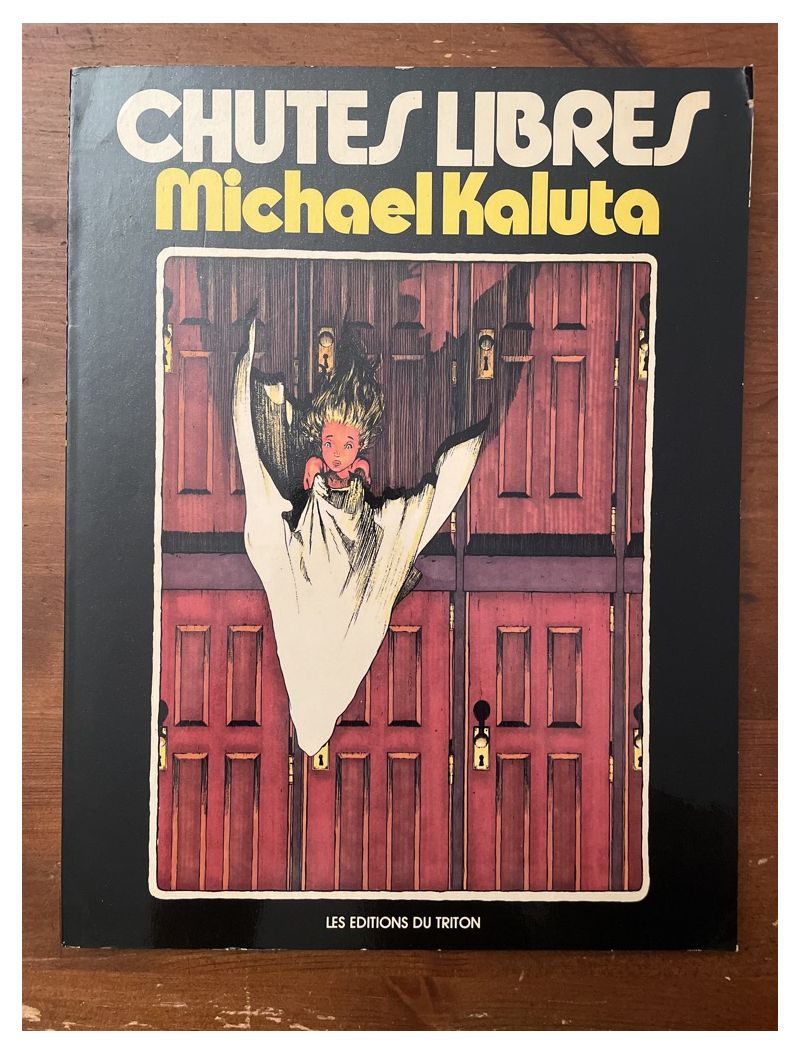 CHUTES LIBRES
Michael Kaluta
LES EDITIONS DU TRITON